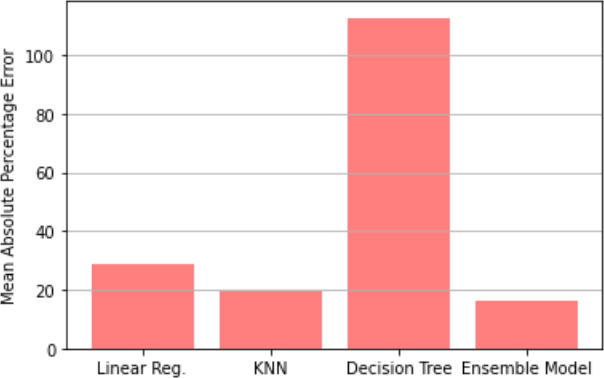 Mean Absolute Percentage Error
100
80
60
40
20
0
Linear Reg.
KNN
Decision Tree
Ensemble Model